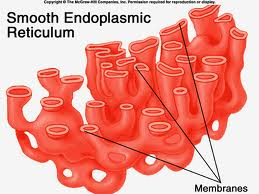 Copyright © The McGraw-Hill Companies, Inc. Permission required for reproduction or display.
Smooth Endoplasmic
Reticulum
Membranes